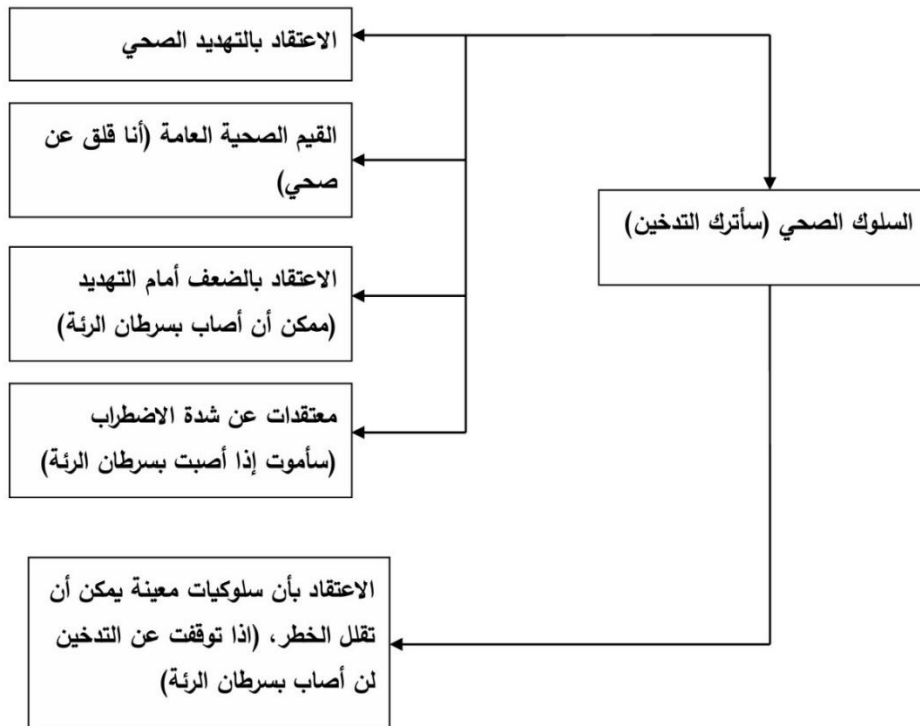 الاعتقاد بالتهديد الصحي
القيم الصحية العامة (أنا قلق عن
صحي)
السلوك الصحي (سأترك التدخين)
الاعتقاد بالضعف أمام التهديد
(ممكن أن أصاب بسرطان الرئة)
معتقدات عن شدة الاضطراب
(سأموت إذا أصبت بسرطان الرئة)
الاعتقاد بأن سلوكيات معينة يمكن أن
تقلل الخطر، (اذا توقفت عن التدخين
لن أصاب بسرطان الرئة)